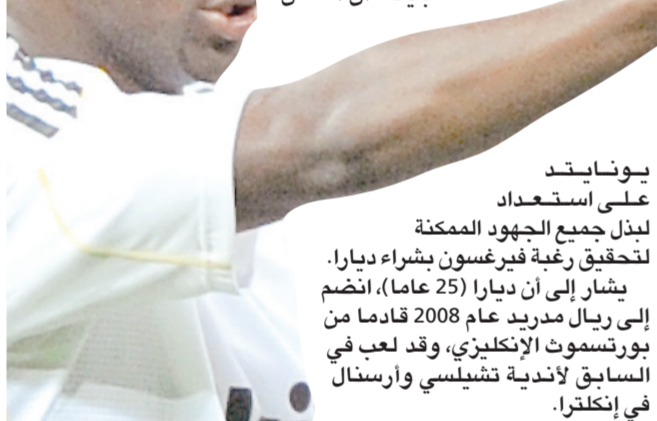 يونايتد
على استعداد
لبذل جميع الجهود الممكنة
لتحقيق رغبة فيرغسون بشراء ديارا.
يشار إلى أن ديارا (25 عاما)، انضم
إلى ريال مدريد عام 2008 قادما من
بورتسموث الإنكليزي، وقد لعب في
السابق لأندية تشيلسي وأرسنال
في إنكلترا.